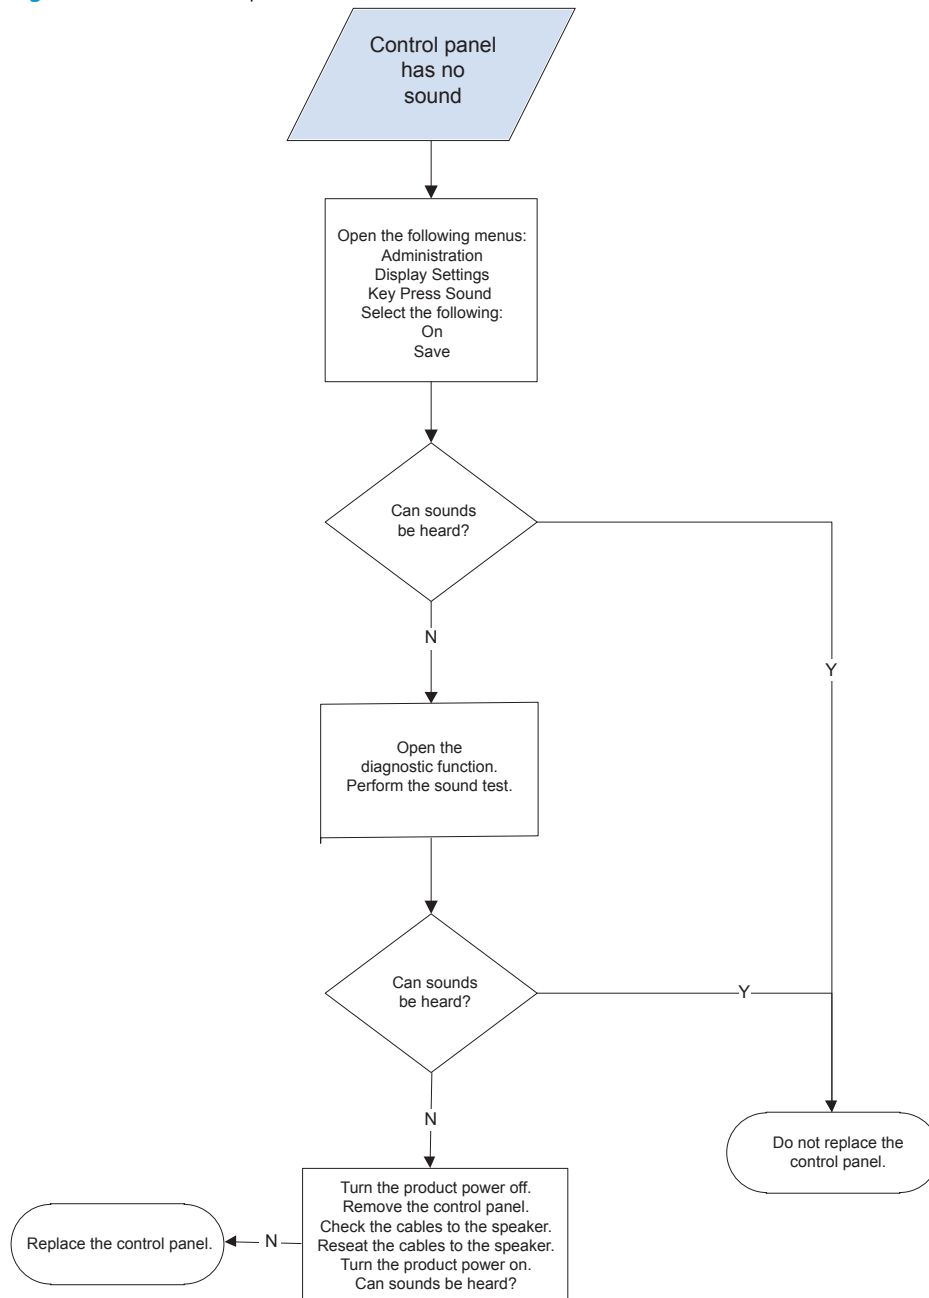 Control panel
has no
sound
Open the following menus:
Administration
Display Settings
Key Press Sound
Select the following:
On
Save
Can sounds
be heard?
N
Y
Open the
diagnostic function.
Perform the sound test.
Can sounds
be heard?
Y
N
Do not replace the
control panel.
Turn the product power off.
Remove the control panel.
Check the cables to the speaker.
Reseat the cables to the speaker.
Turn the product power on.
Can sounds be heard?
N
Replace the control panel.